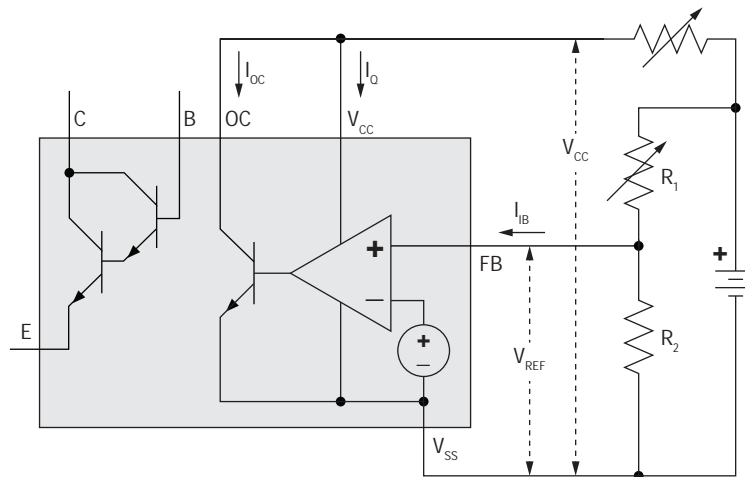 I_OC
I_Q
C
B
OC
V_CC
V_CC
R_1
I_IB
+
FB
+
−
E
V_REF
R_2
+
−
V_SS